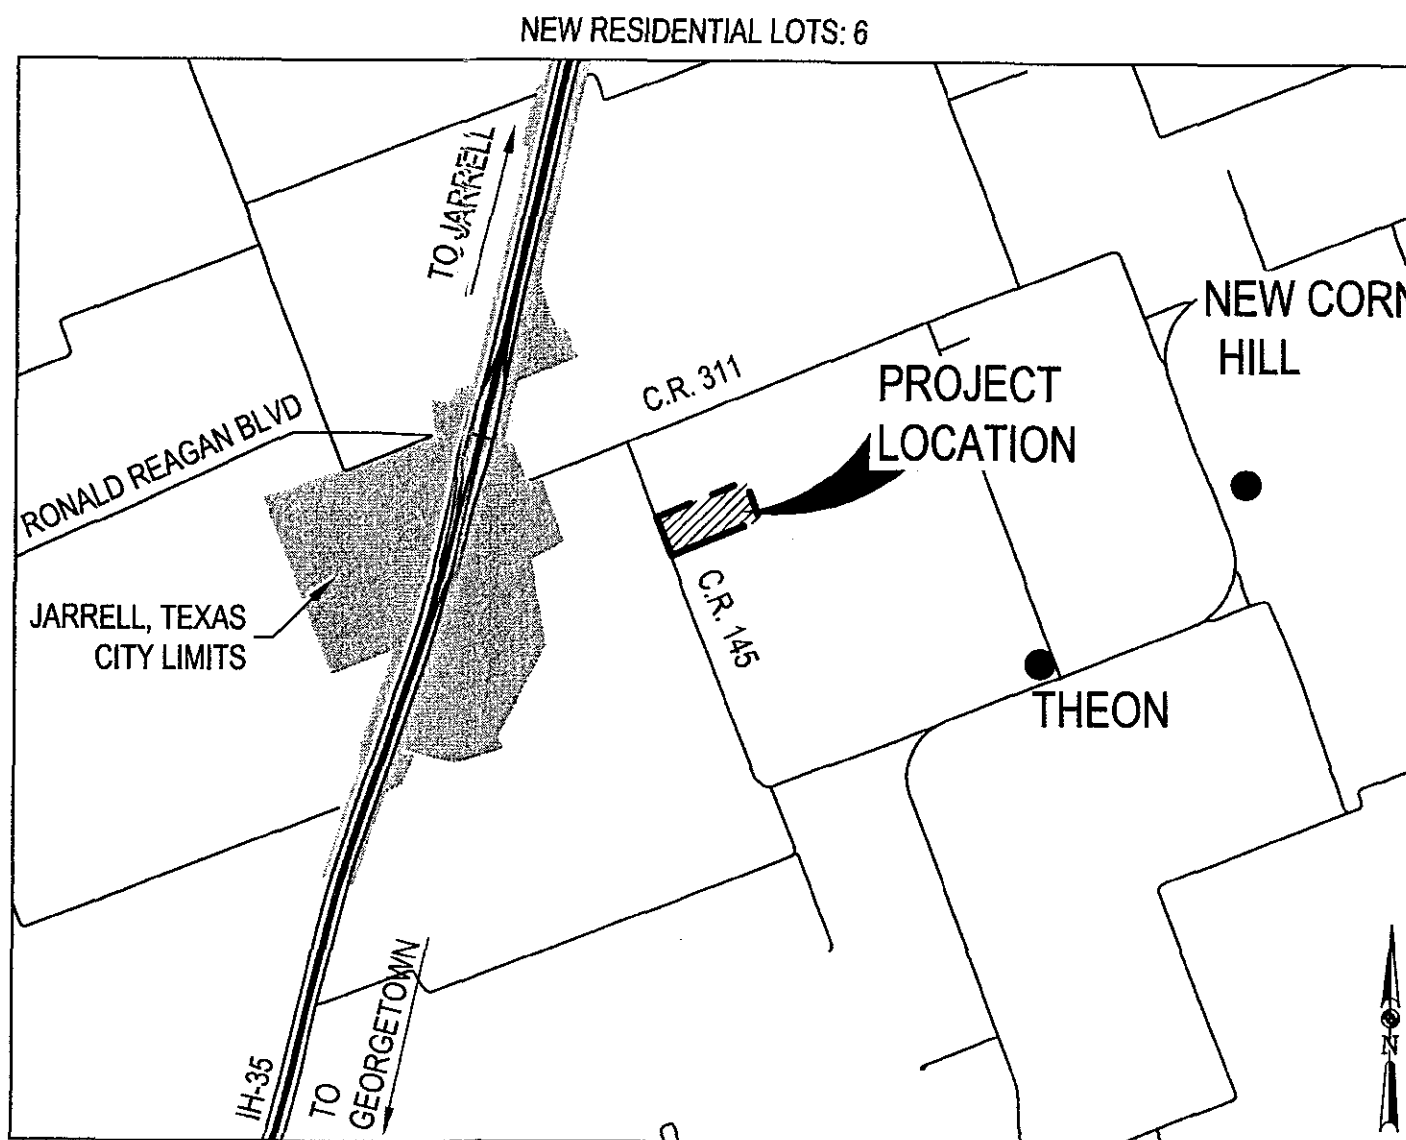 NEW RESIDENTIAL LOTS: 6
TO JARRELL
NEW CORN
HILL
C.R. 311
PROJECT
LOCATION
RONALD REAGAN BLVD
JARRELL, TEXAS
CITY LIMITS
C.R. 145
THEON
IH-35
TO
GEORGETOWN
N